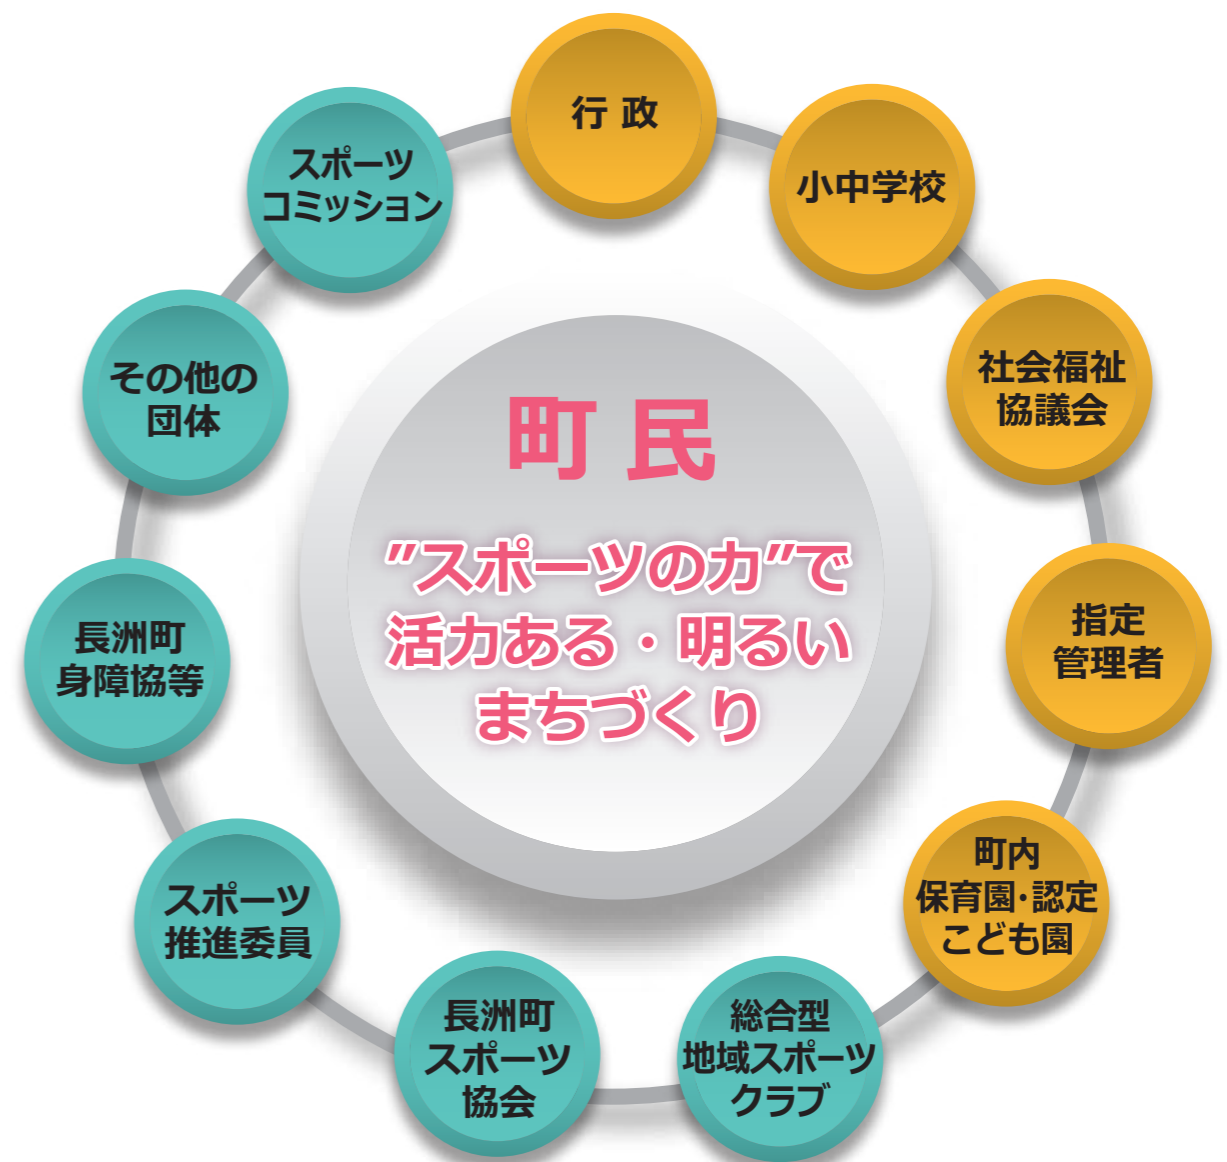 行 政
小中学校
社会福祉
協議会
指定
管理者
町内
保育園・認定
こども園
総合型
地域スポーツ
クラブ
長洲町
スポーツ
協会
スポーツ
推進委員
長洲町
身障協等
その他の
団体
スポーツ
コミッション
町 民
”スポーツの力”で
活力ある・明るい
まちづくり